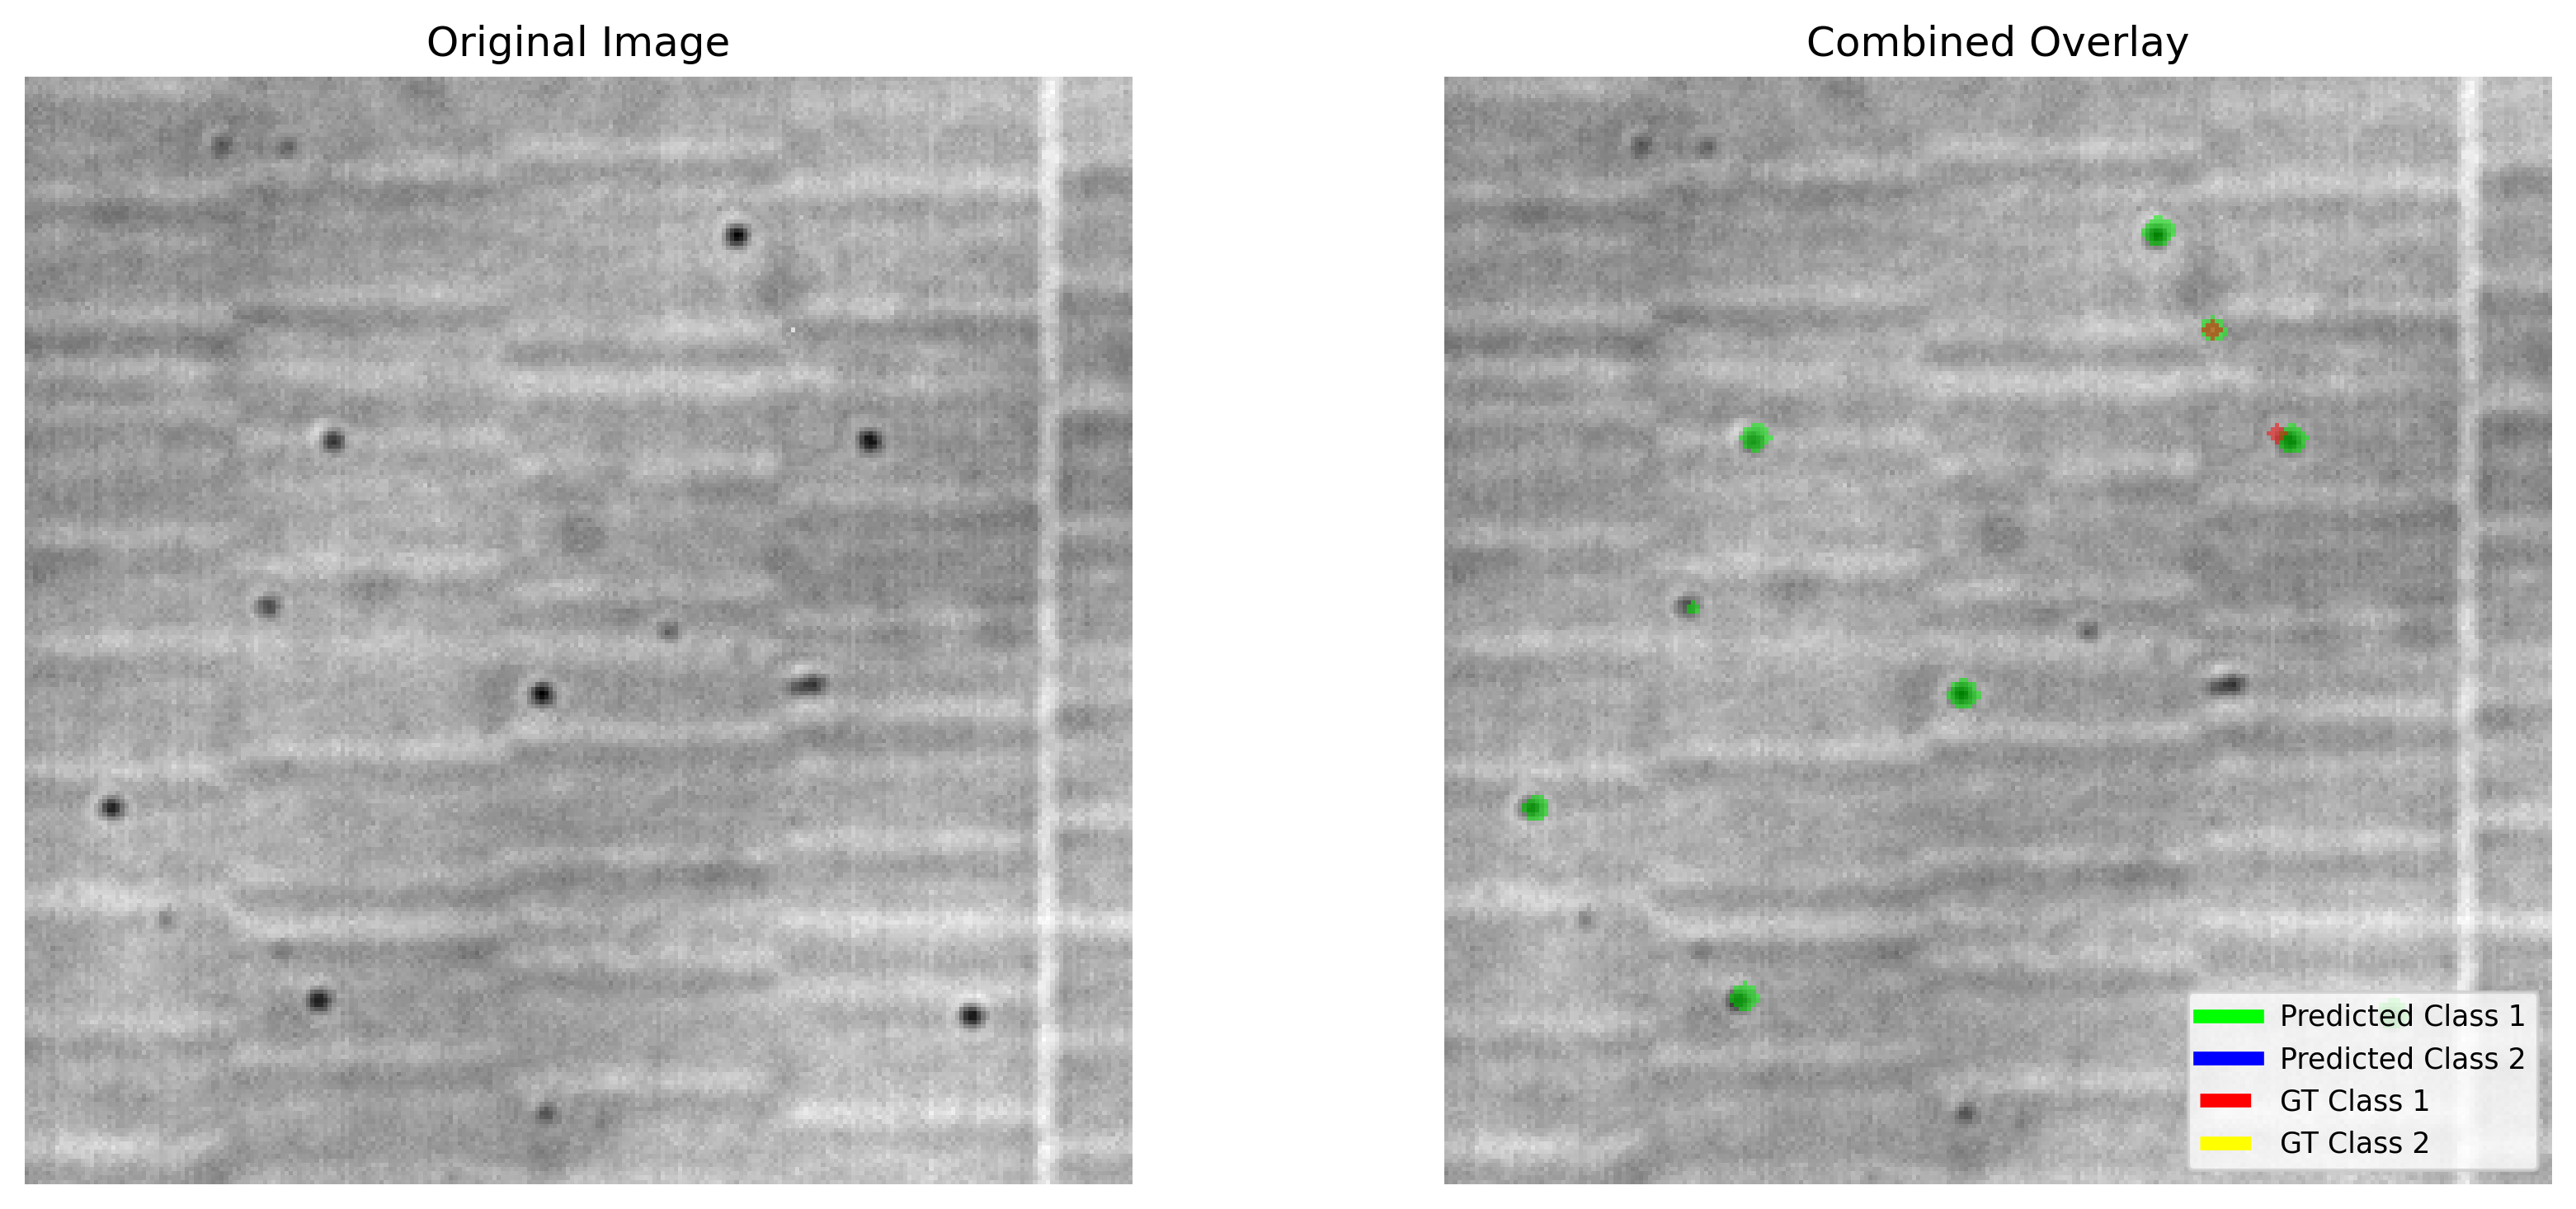 Original Image
Combined Overlay
Predicted Class 1
Predicted Class 2
GT Class 1
GT Class 2